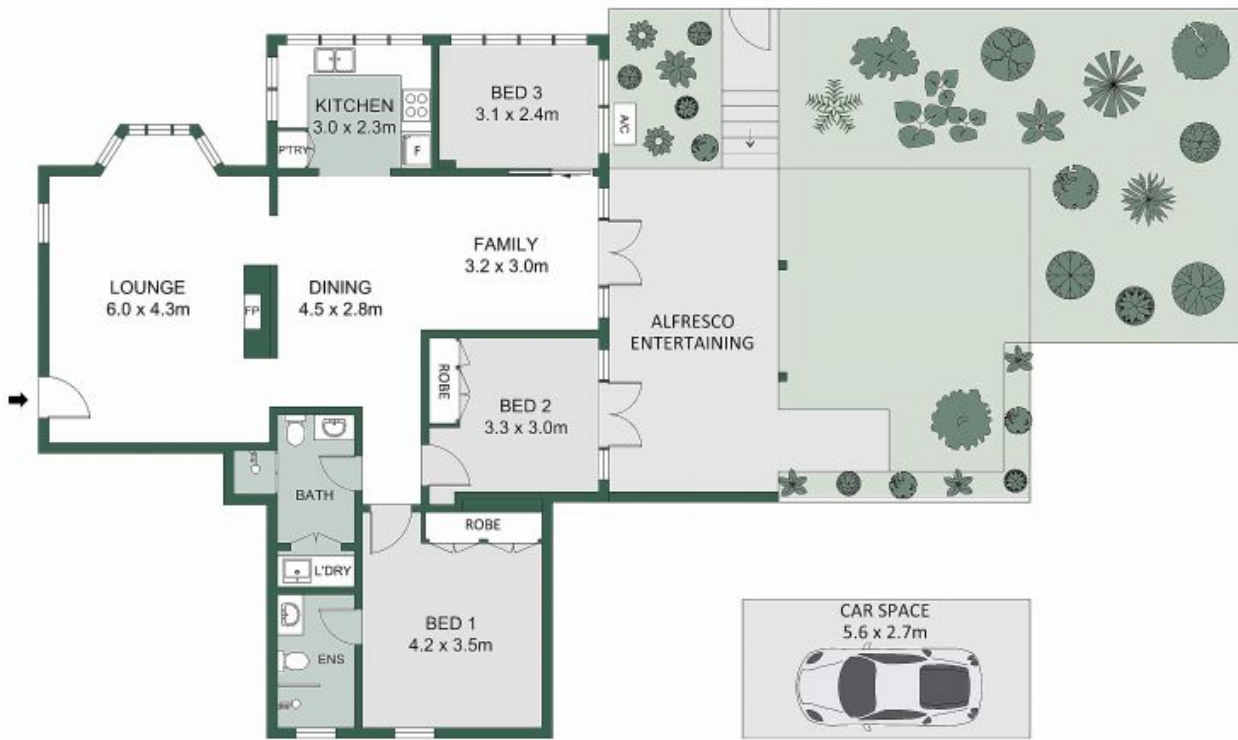 KITCHEN
3.0 x 2.3m
P'TRY
F
BED 3
3.1 x 2.4m
A/C
LOUNGE
6.0 x 4.3m
FP
DINING
4.5 x 2.8m
FAMILY
3.2 x 3.0m
ALFRESCO
ENTERTAINING
ROBE
BED 2
3.3 x 3.0m
BATH
ROBE
L'DRY
ENS
BED 1
4.2 x 3.5m
CAR SPACE
5.6 x 2.7m